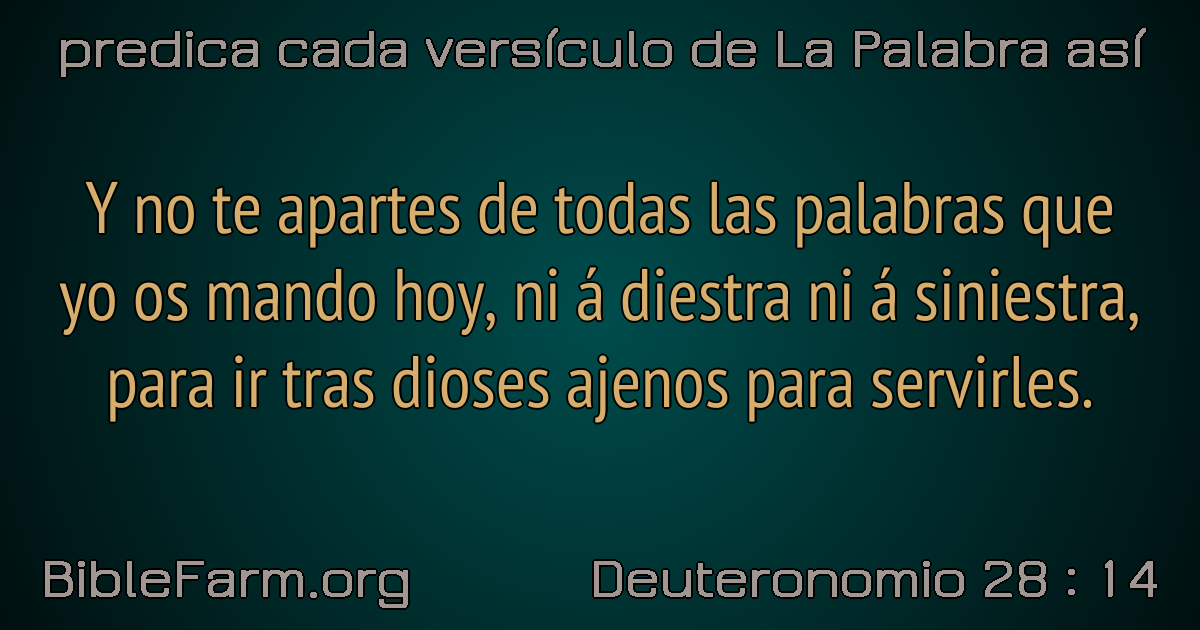 predica cada versículo de La Palabra así
Y no te apartes de todas las palabras que
yo os mando hoy, ni á diestra ni á siniestra,
para ir tras dioses ajenos para servirles.
BibleFarm.org
Deuteronomio 28 : 14